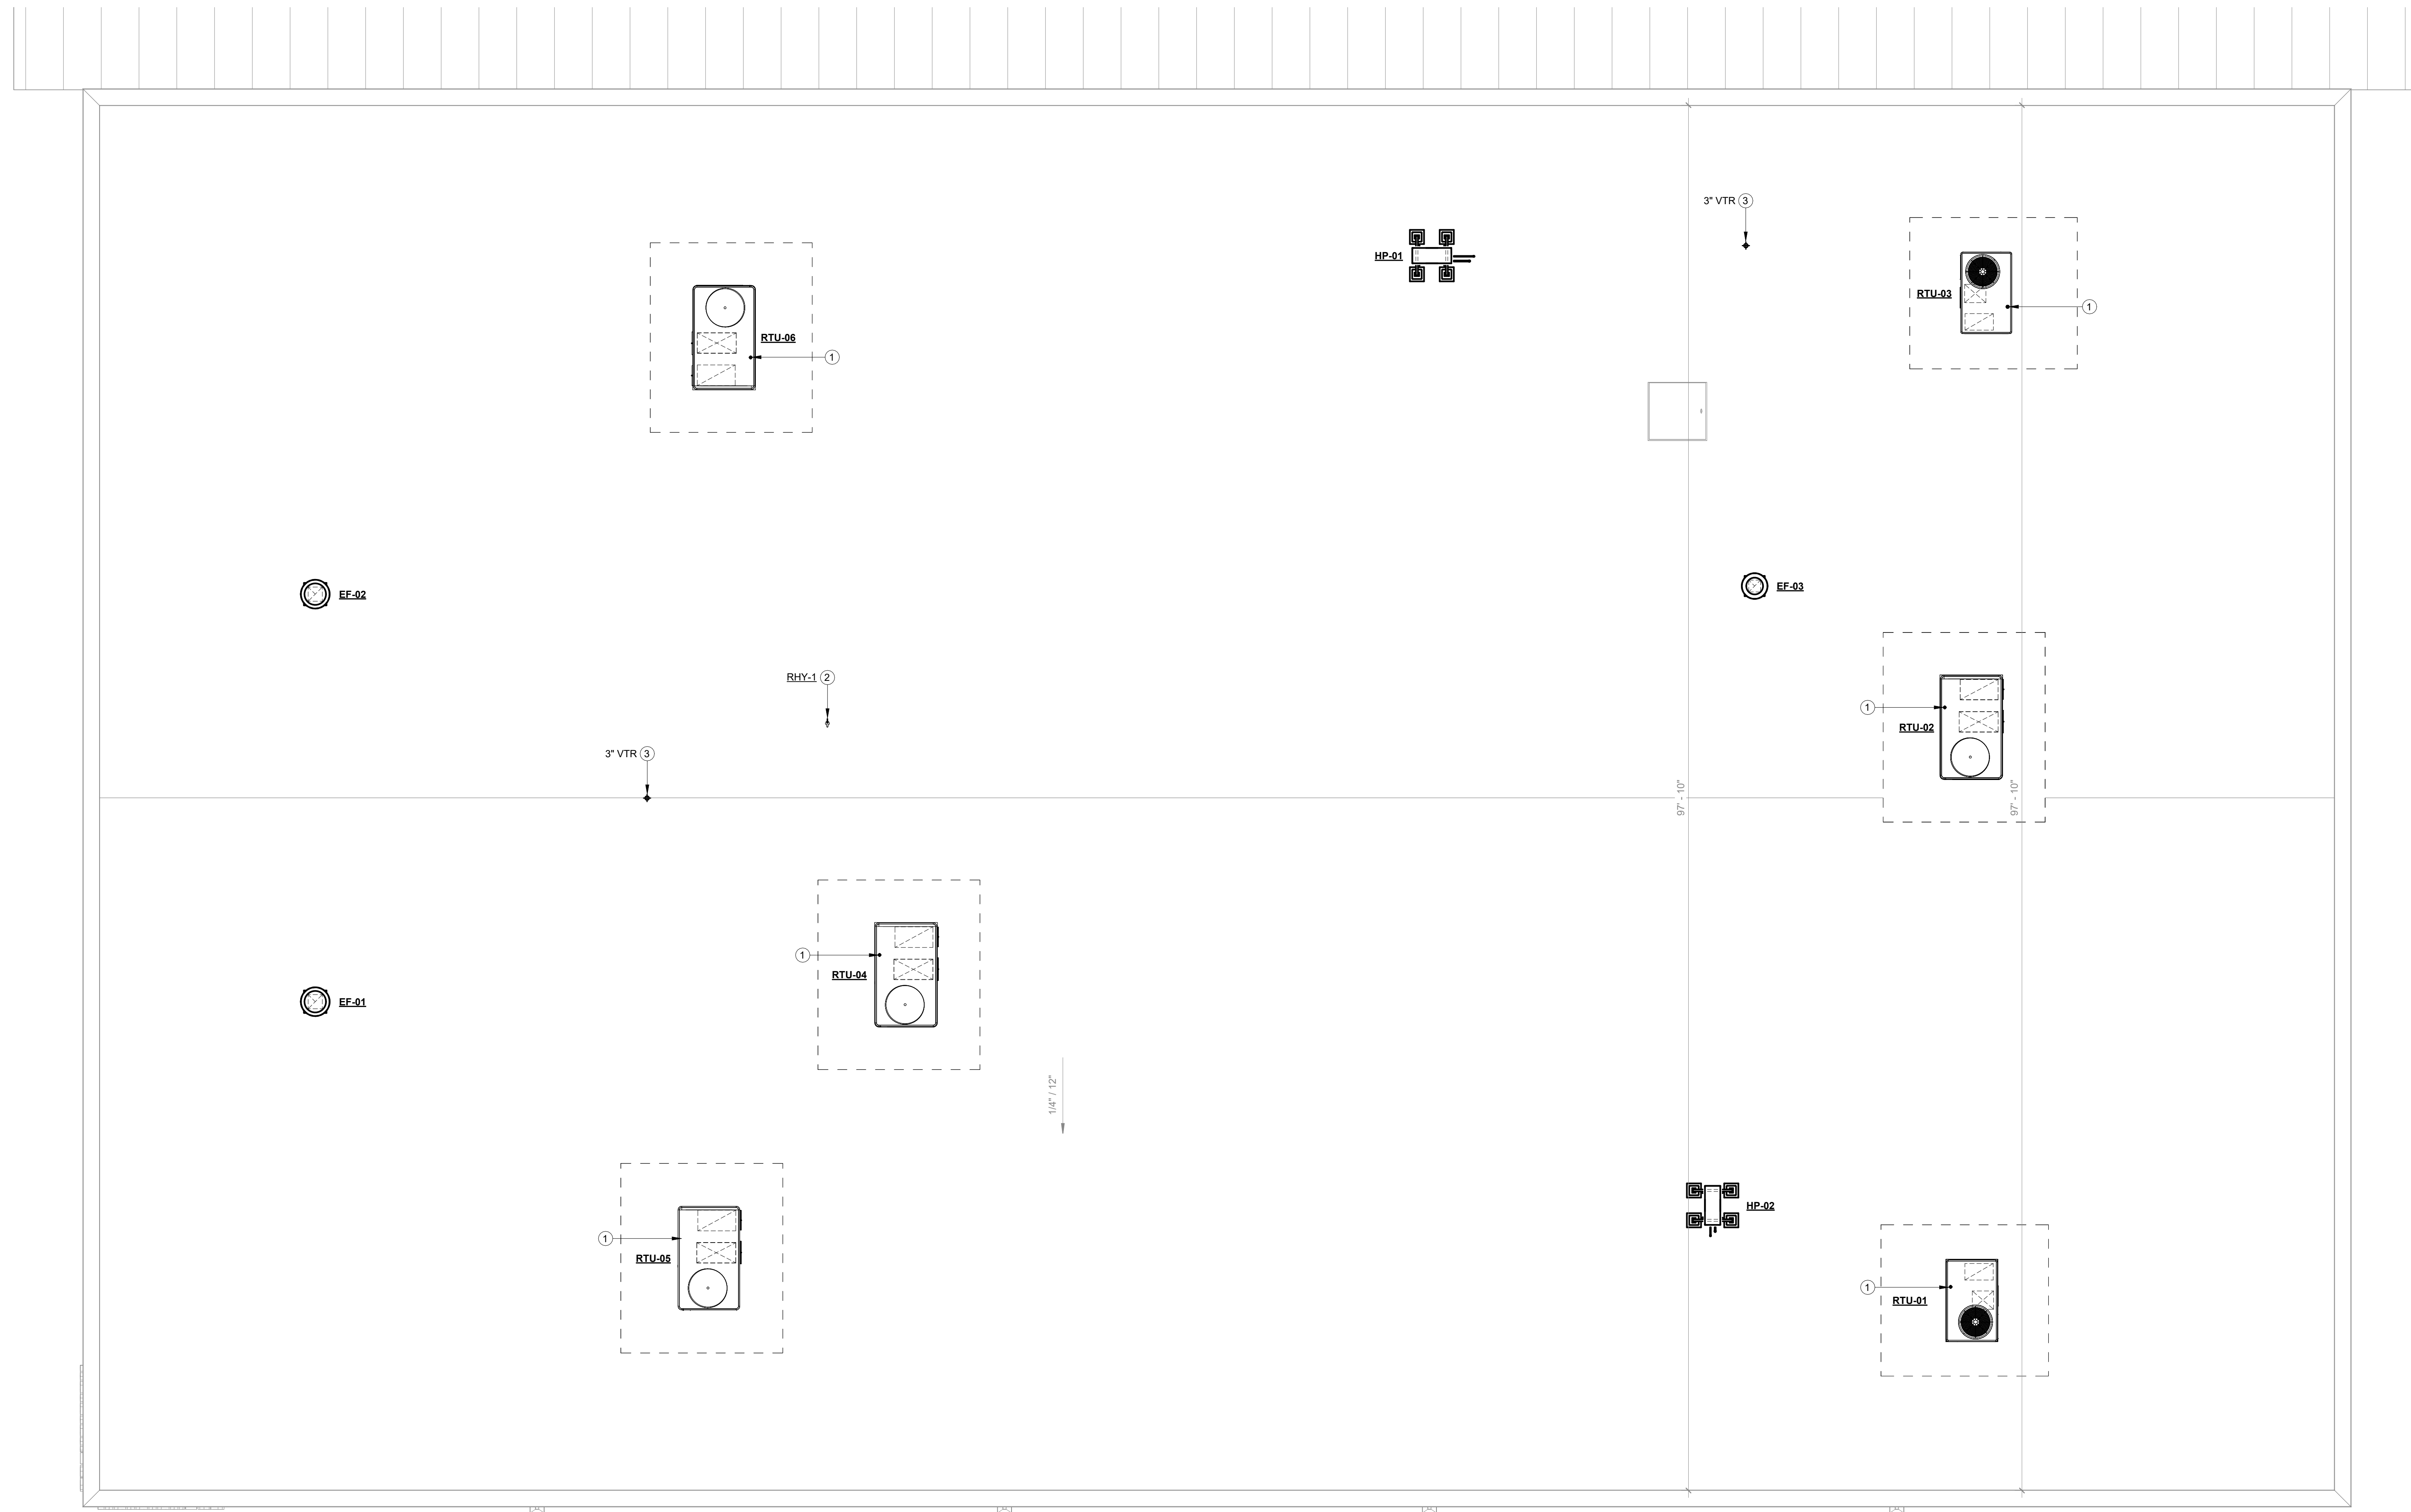 3" VTR 3
HP-01
RTU-03
1
RTU-06
1
EF-03
EF-02
RHY-1 2
1
RTU-02
3" VTR 3
97' - 10"
97' - 10"
1
RTU-04
EF-01
1/4" / 12"
HP-02
1
RTU-05
1
RTU-01